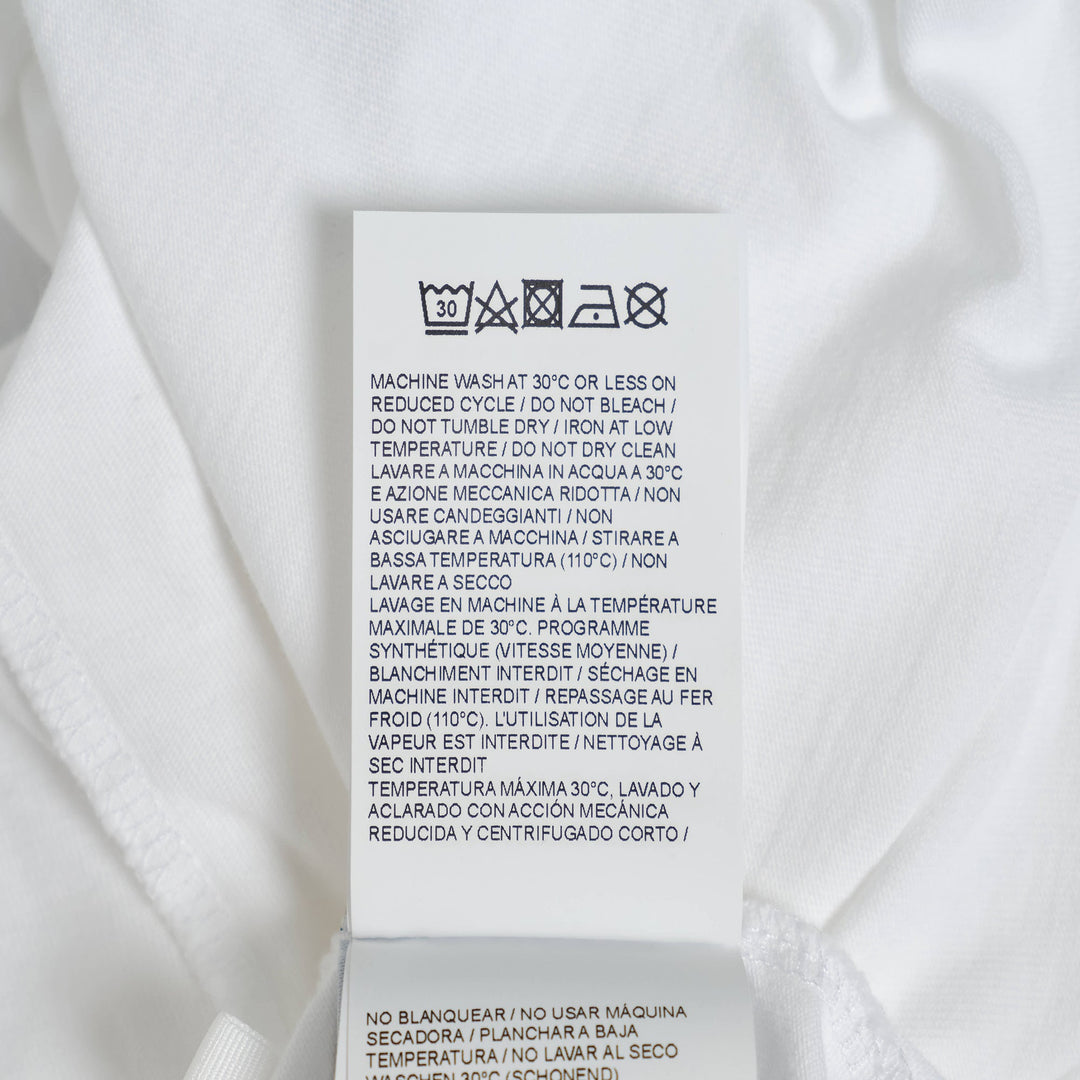 30
MACHINE WASH AT 30°C OR LESS ON
REDUCED CYCLE / DO NOT BLEACH /
DO NOT TUMBLE DRY / IRON AT LOW
TEMPERATURE / DO NOT DRY CLEAN
LAVARE A MACCHINA IN ACQUA A 30°C
E AZIONE MECCANICA RIDOTTA / NON
USARE CANDEGGIANTI / NON
ASCIUGARE A MACCHINA / STIRARE A
BASSA TEMPERATURA (110°C) / NON
LAVARE A SECCO
LAVAGE EN MACHINE À LA TEMPÉRATURE
MAXIMALE DE 30°C. PROGRAMME
SYNTHÉTIQUE (VITESSE MOYENNE) /
BLANCHIMENT INTERDIT / SÉCHAGE EN
MACHINE INTERDIT / REPASSAGE AU FER
FROID (110°C). L'UTILISATION DE LA
VAPEUR EST INTERDITE / NETTOYAGE À
SEC INTERDIT
TEMPERATURA MÁXIMA 30°C, LAVADO Y
ACLARADO CON ACCIÓN MECÁNICA
REDUCIDA Y CENTRIFUGADO CORTO /
NO BLANQUEAR / NO USAR MÁQUINA
SECADORA / PLANCHAR A BAJA
TEMPERATURA / NO LAVAR AL SECO
WASCHEN 30°C (SCHONEND)